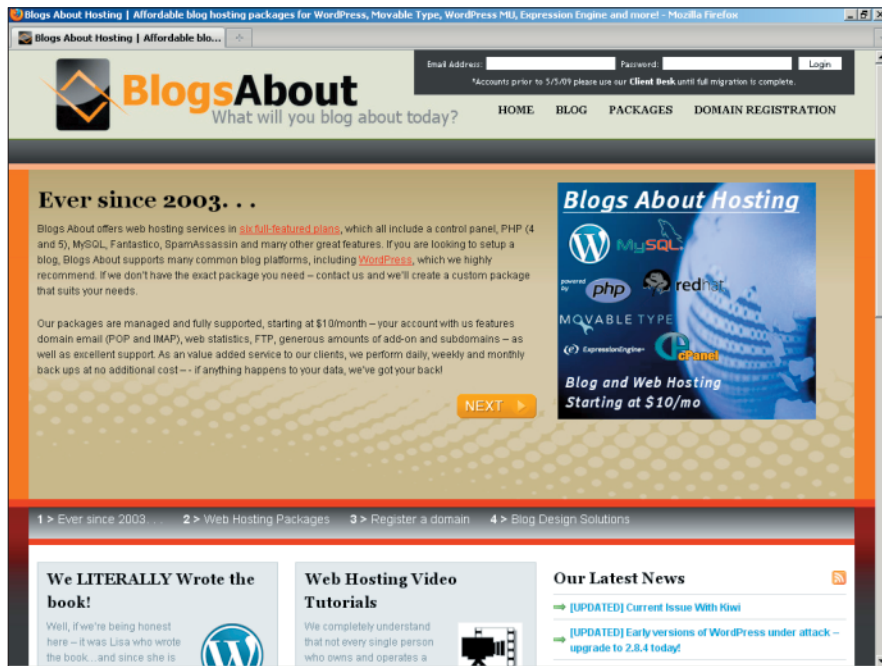 Blogs About Hosting | Affordable blog hosting packages for WordPress, Movable Type, WordPress MU, Expression Engine and more! - Mozilla Firefox
Blogs About Hosting | Affordable blo...
Email Address:
Password:
Login
*Accounts prior to 5/5/09 please use our Client Desk until full migration is complete.
BlogsAbout
What will you blog about today?
HOME BLOG PACKAGES DOMAIN REGISTRATION
Ever since 2003. . .
Blogs About offers web hosting services in six full-featured plans, which all include a control panel, PHP (4
and 5), MySQL, Fantastico, SpamAssassin and many other great features. If you are looking to setup a
blog, Blogs About supports many common blog platforms, including WordPress, which we highly
recommend. If we don't have the exact package you need – contact us and we'll create a custom package
that suits your needs.
Our packages are managed and fully supported, starting at $10/month – your account with us features
domain email (POP and IMAP), web statistics, FTP, generous amounts of add-on and subdomains – as
well as excellent support. As an value added service to our clients, we perform daily, weekly and monthly
back ups at no additional cost – - if anything happens to your data, we've got your back!
NEXT
Blogs About Hosting
MySQL
powered
by
php
redhat
MOVABLE TYPE
(e) ExpressionEngine
cPanel
Blog and Web Hosting
Starting at $10/mo
1 > Ever since 2003. . . 2 > Web Hosting Packages 3 > Register a domain 4 > Blog Design Solutions
We LITERALLY Wrote the
book!
Well, if we're being honest
here – it was Lisa who wrote
the book...and since she is
Web Hosting Video
Tutorials
We completely understand
that not every single person
who owns and operates a
Our Latest News
[UPDATED] Current Issue With Kiwi
[UPDATED] Early versions of WordPress under attack –
upgrade to 2.8.4 today!